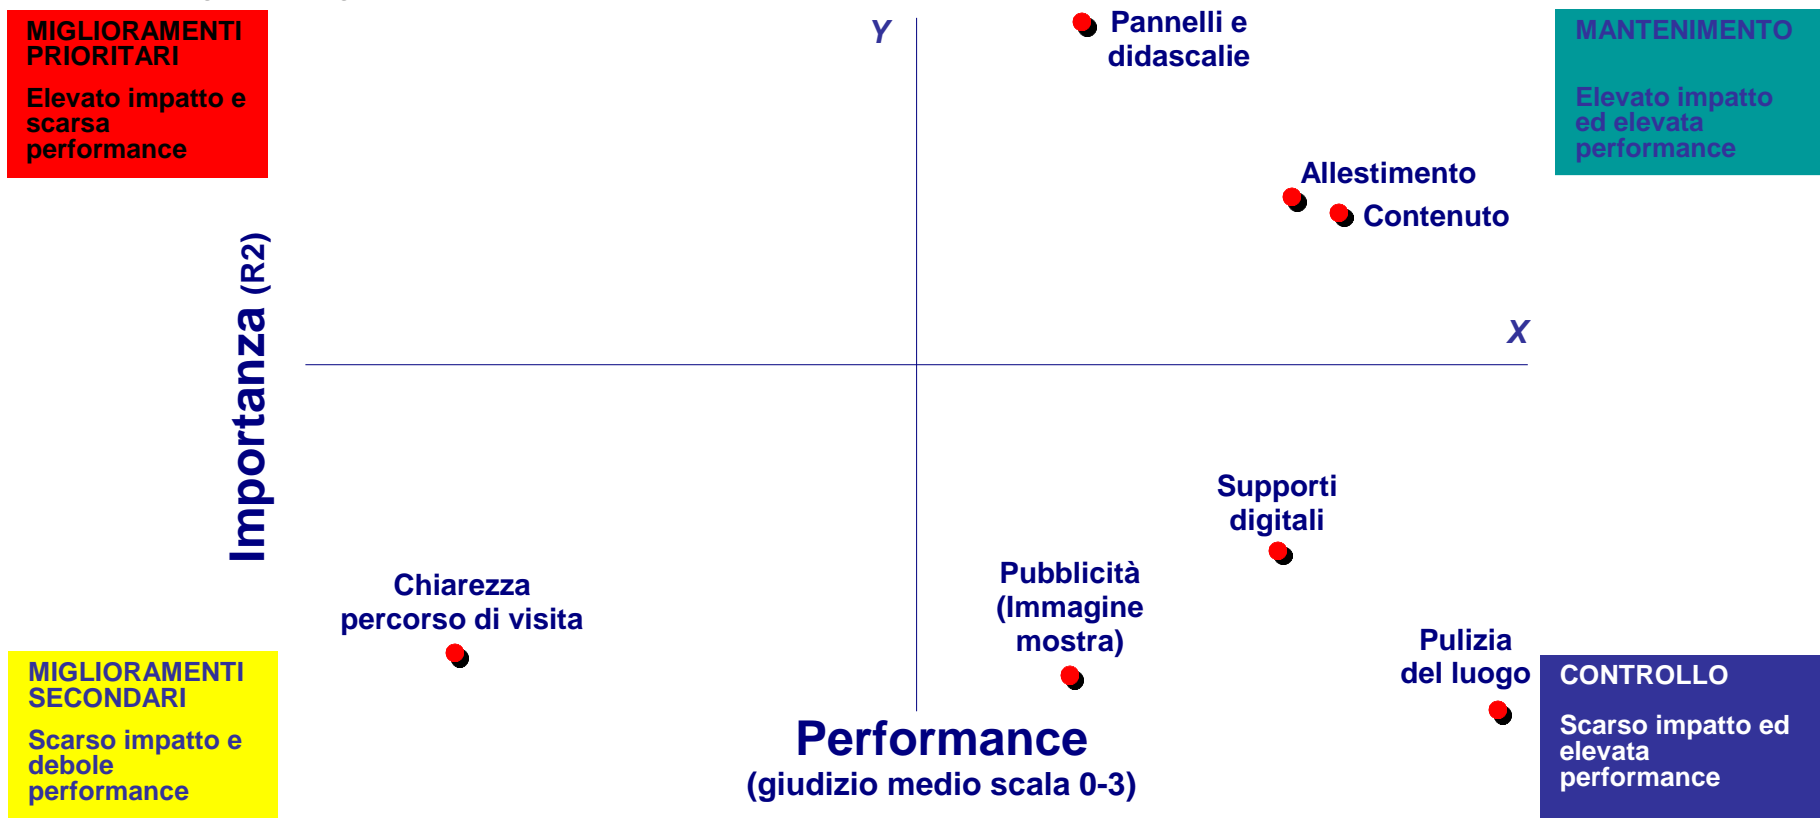 MIGLIORAMENTI
PRIORITARI
Elevato impatto e
scarsa
performance
Y
Pannelli e
didascalie
MANTENIMENTO
Elevato impatto
ed elevata
performance
Allestimento
Contenuto
X
Importanza (R2)
Supporti
digitali
Chiarezza
percorso di visita
Pubblicità
(Immagine
mostra)
Pulizia
del luogo
MIGLIORAMENTI
SECONDARI
Scarso impatto e
debole
performance
Performance
(giudizio medio scala 0-3)
CONTROLLO
Scarso impatto ed
elevata
performance